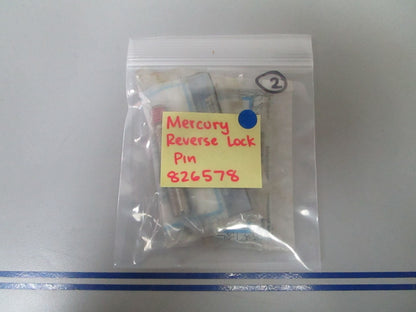 2
Mercury
Reverse Lock
Pin
826578